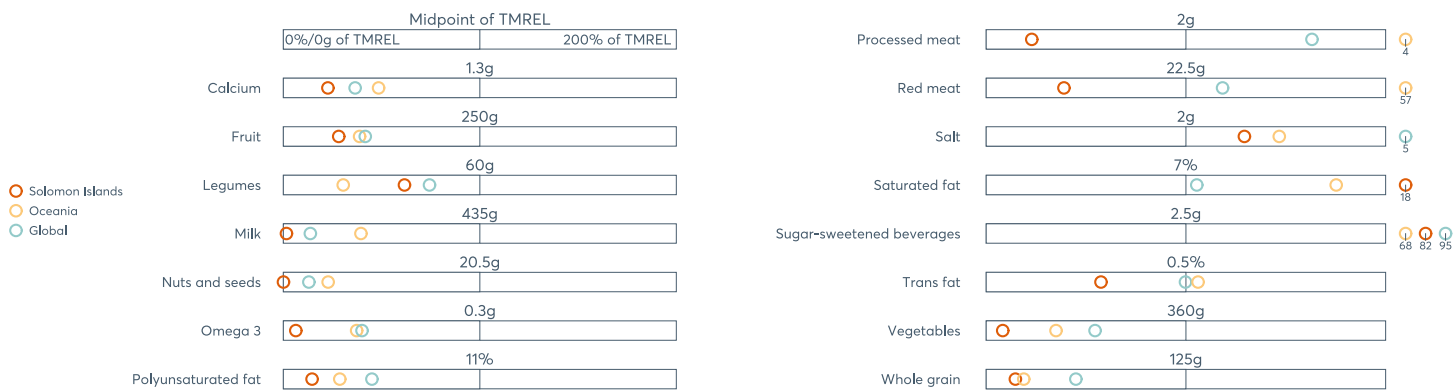 Midpoint of TMREL
0%/0g of TMREL
200% of TMREL
1.3g
Calcium
250g
Fruit
60g
Legumes
435g
Milk
20.5g
Nuts and seeds
0.3g
Omega 3
11%
Polyunsaturated fat
Solomon Islands
Oceania
Global
2g
Processed meat
4
22.5g
Red meat
57
2g
Salt
5
7%
Saturated fat
18
2.5g
Sugar-sweetened beverages
68 82 95
0.5%
Trans fat
360g
Vegetables
125g
Whole grain